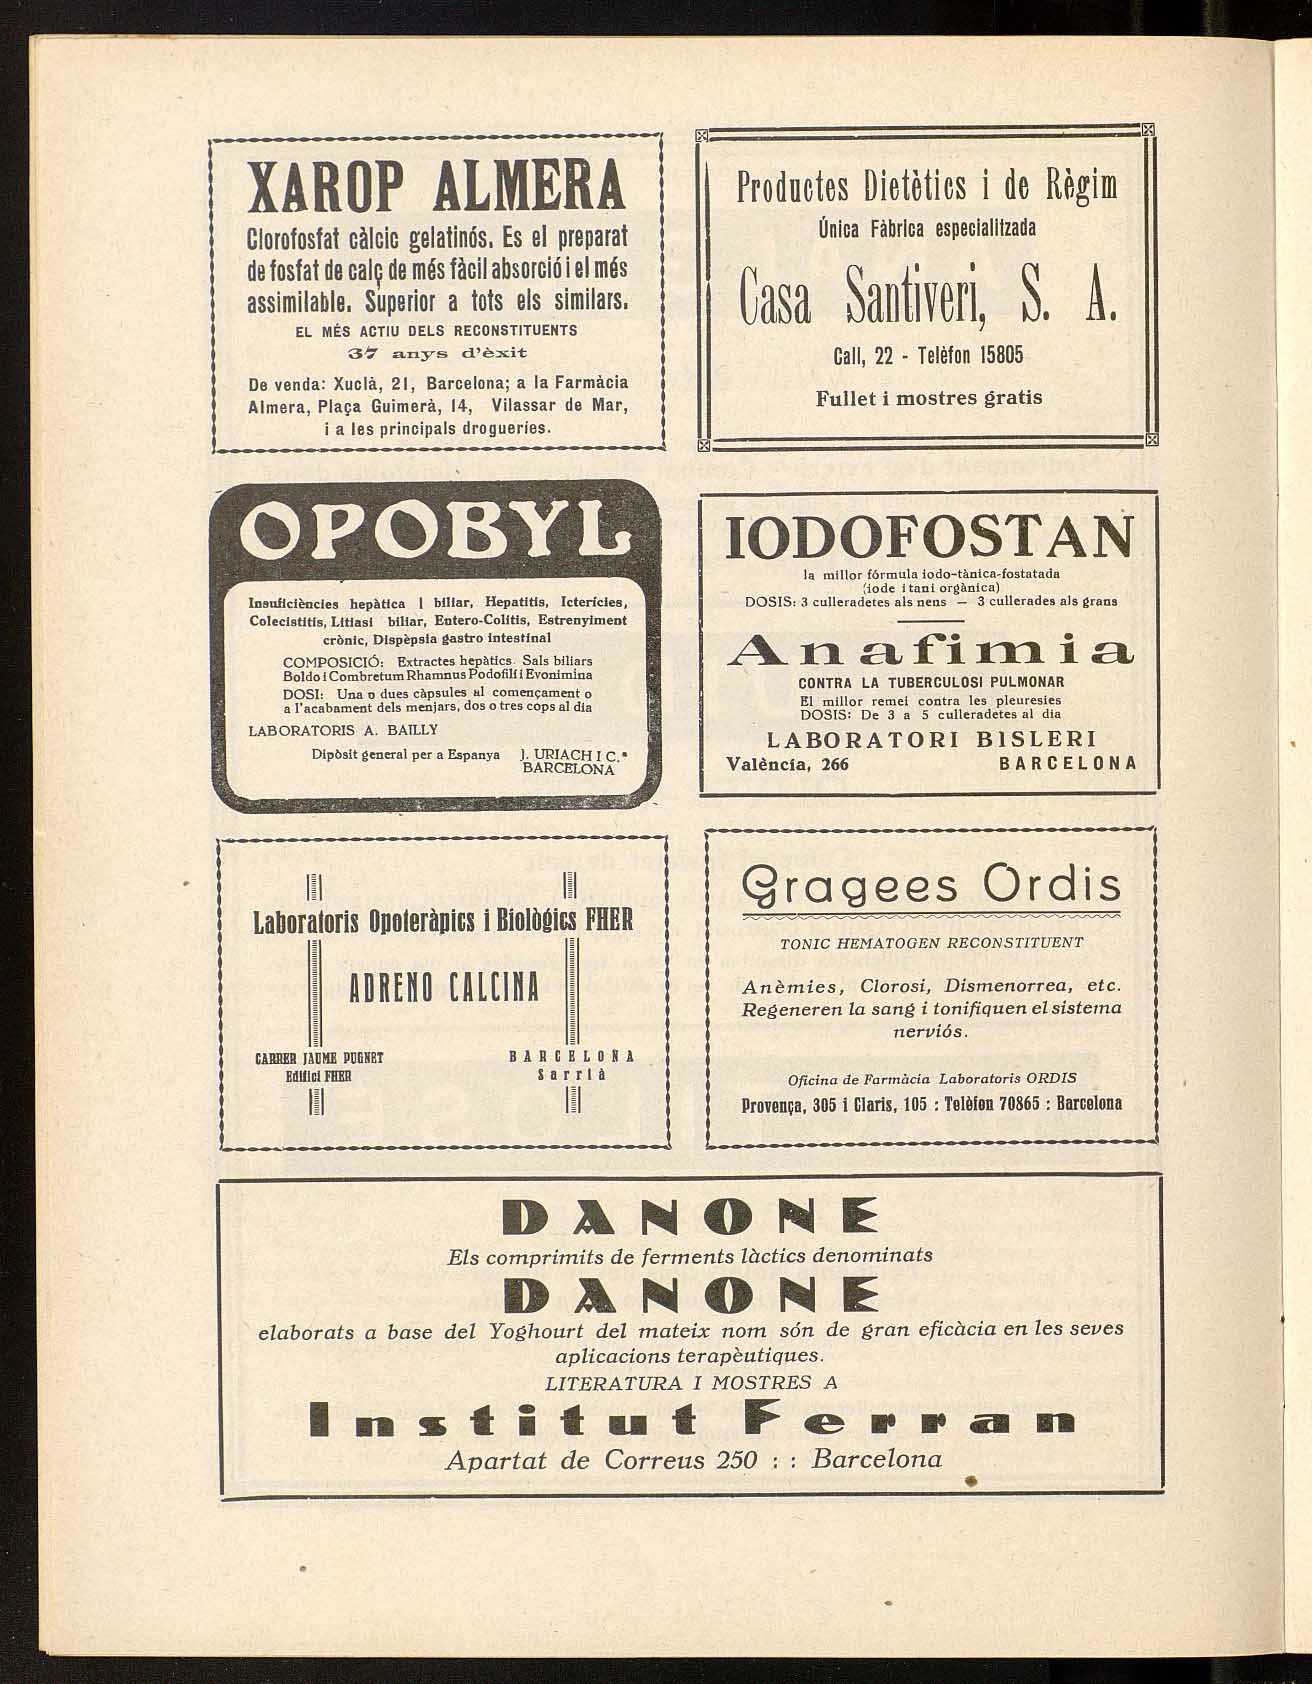 XAROP ALMERA
Clorofosfat càlcic gelatinós. Es el preparat
de fosfat de calç de més fàcil absorció i el més
assimilable. Superior a tots els similars.
EL MÉS ACTIU DELS RECONSTITUENTS
37 anys d'èxit
De venda: Xuclà, 21, Barcelona; a la Farmàcia
Almera, Plaça Guimerà, 14, Vilassar de Mar,
i a les principals drogueríes.
Productes Dietètics i de Règim
Única Fàbrica especialitzada
Casa Santiveri, S. A.
Call, 22 - Telèfon 15805
Fullet i mostres gratis
OPOBYL
Insuficiències hepàtica I biliar, Hepatitis, Icterícies,
Colecistitis, Litiasi biliar, Entero-Colitis, Estrenyiment
crònic, Dispèpsia gastro intestinal
COMPOSICIÓ: Extractes hepàtics. Sals biliars
Boldo i Combretum Rhamnus Podofilí i Evonimina
DOSI: Una o dues càpsules al començament o
a l'acabament dels menjars, dos o tres cops al dia
LABORATORIS A. BAILLY
Dipòsit general per a Espanya J. URIACH I C.ª
BARCELONA
IODOFOSTAN
la millor fórmula iodo-tànica-fostatada
(iode i taní orgànica)
DOSIS: 3 culleradetes als nens — 3 cullerades als grans
Anafimia
CONTRA LA TUBERCULOSI PULMONAR
El millor remei contra les pleuresies
DOSIS: De 3 a 5 culleradetes al dia
LABORATORI BISLERI
València, 266 BARCELONA
Laboratoris Opoteràpics i Biològics FHER
ADRENO CALCINA
CARRER JAUME PUGNET
Edifici FHER
BARCELONA
Sarrià
Gragees Ordis
TONIC HEMATOGEN RECONSTITUENT
Anèmies, Clorosi, Dismenorrea, etc.
Regeneren la sang i tonifiquen el sistema
nerviós.
Oficina de Farmàcia Laboratoris ORDIS
Provença, 305 i Claris, 105 : Telèfon 70865 : Barcelona
DANONE
Els comprimits de ferments làctics denominats
DANONE
elaborats a base del Yoghourt del mateix nom són de gran eficàcia en les seves
aplicacions terapèutiques.
LITERATURA I MOSTRES A
Institut Ferran
Apartat de Correus 250 : : Barcelona